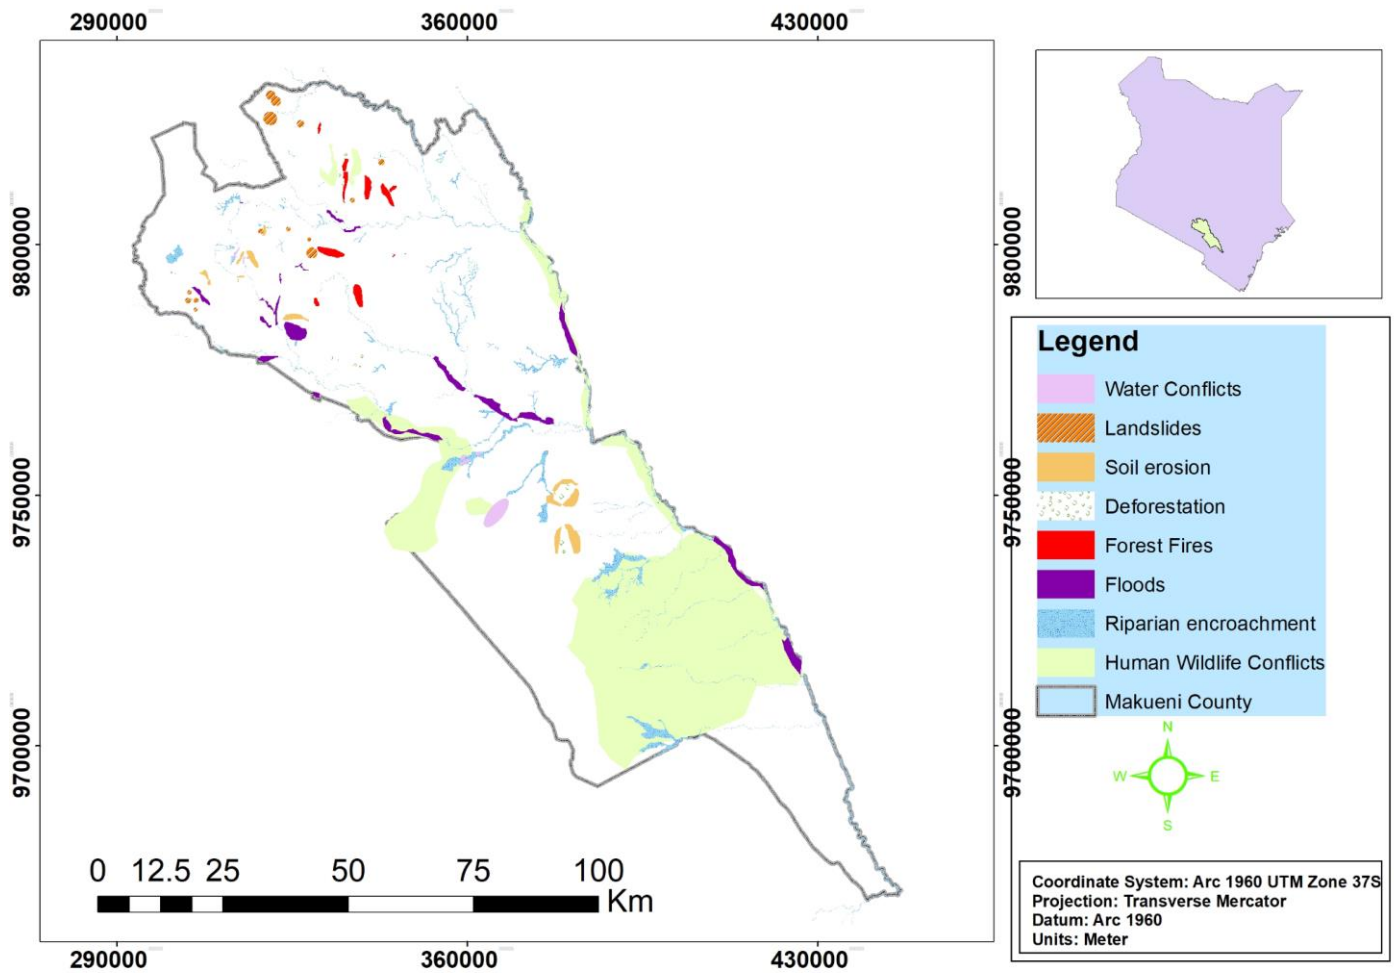 290000 360000 430000
9800000 9800000
9750000 9750000
9700000 9700000
Legend
Water Conflicts
Landslides
Soil erosion
Deforestation
Forest Fires
Floods
Riparian encroachment
Human Wildlife Conflicts
Makueni County
N
W E
S
0 12.5 25 50 75 100
Km
Coordinate System: Arc 1960 UTM Zone 37S
Projection: Transverse Mercator
Datum: Arc 1960
Units: Meter
290000 360000 430000